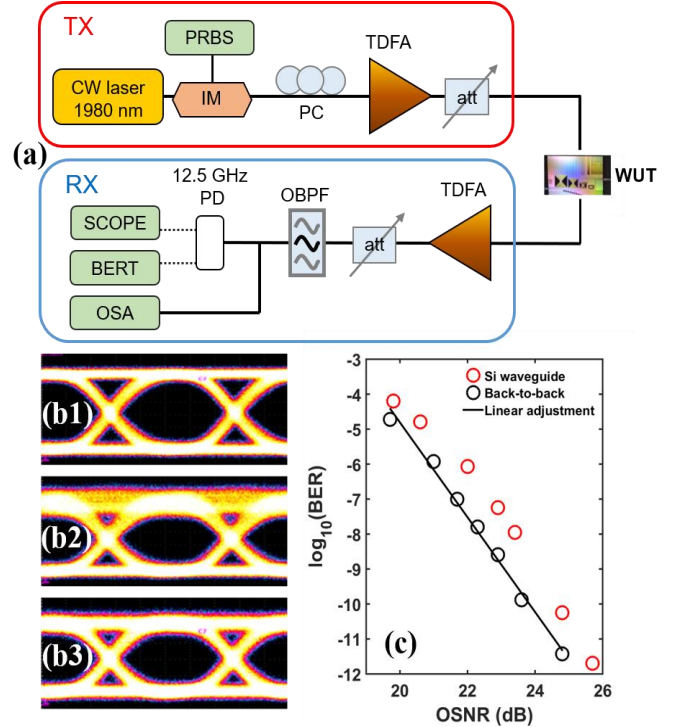 TX
PRBS
TDFA
CW laser
1980 nm
IM
PC
att
(a)
WUT
RX
12.5 GHz
PD
OBPF
TDFA
SCOPE
att
BERT
OSA
(b1)
(b2)
(b3)
-3
-4
-5
-6
-7
-8
-9
-10
-11
-12
log10(BER)
Si waveguide
Back-to-back
Linear adjustment
(c)
20 22 24 26
OSNR (dB)